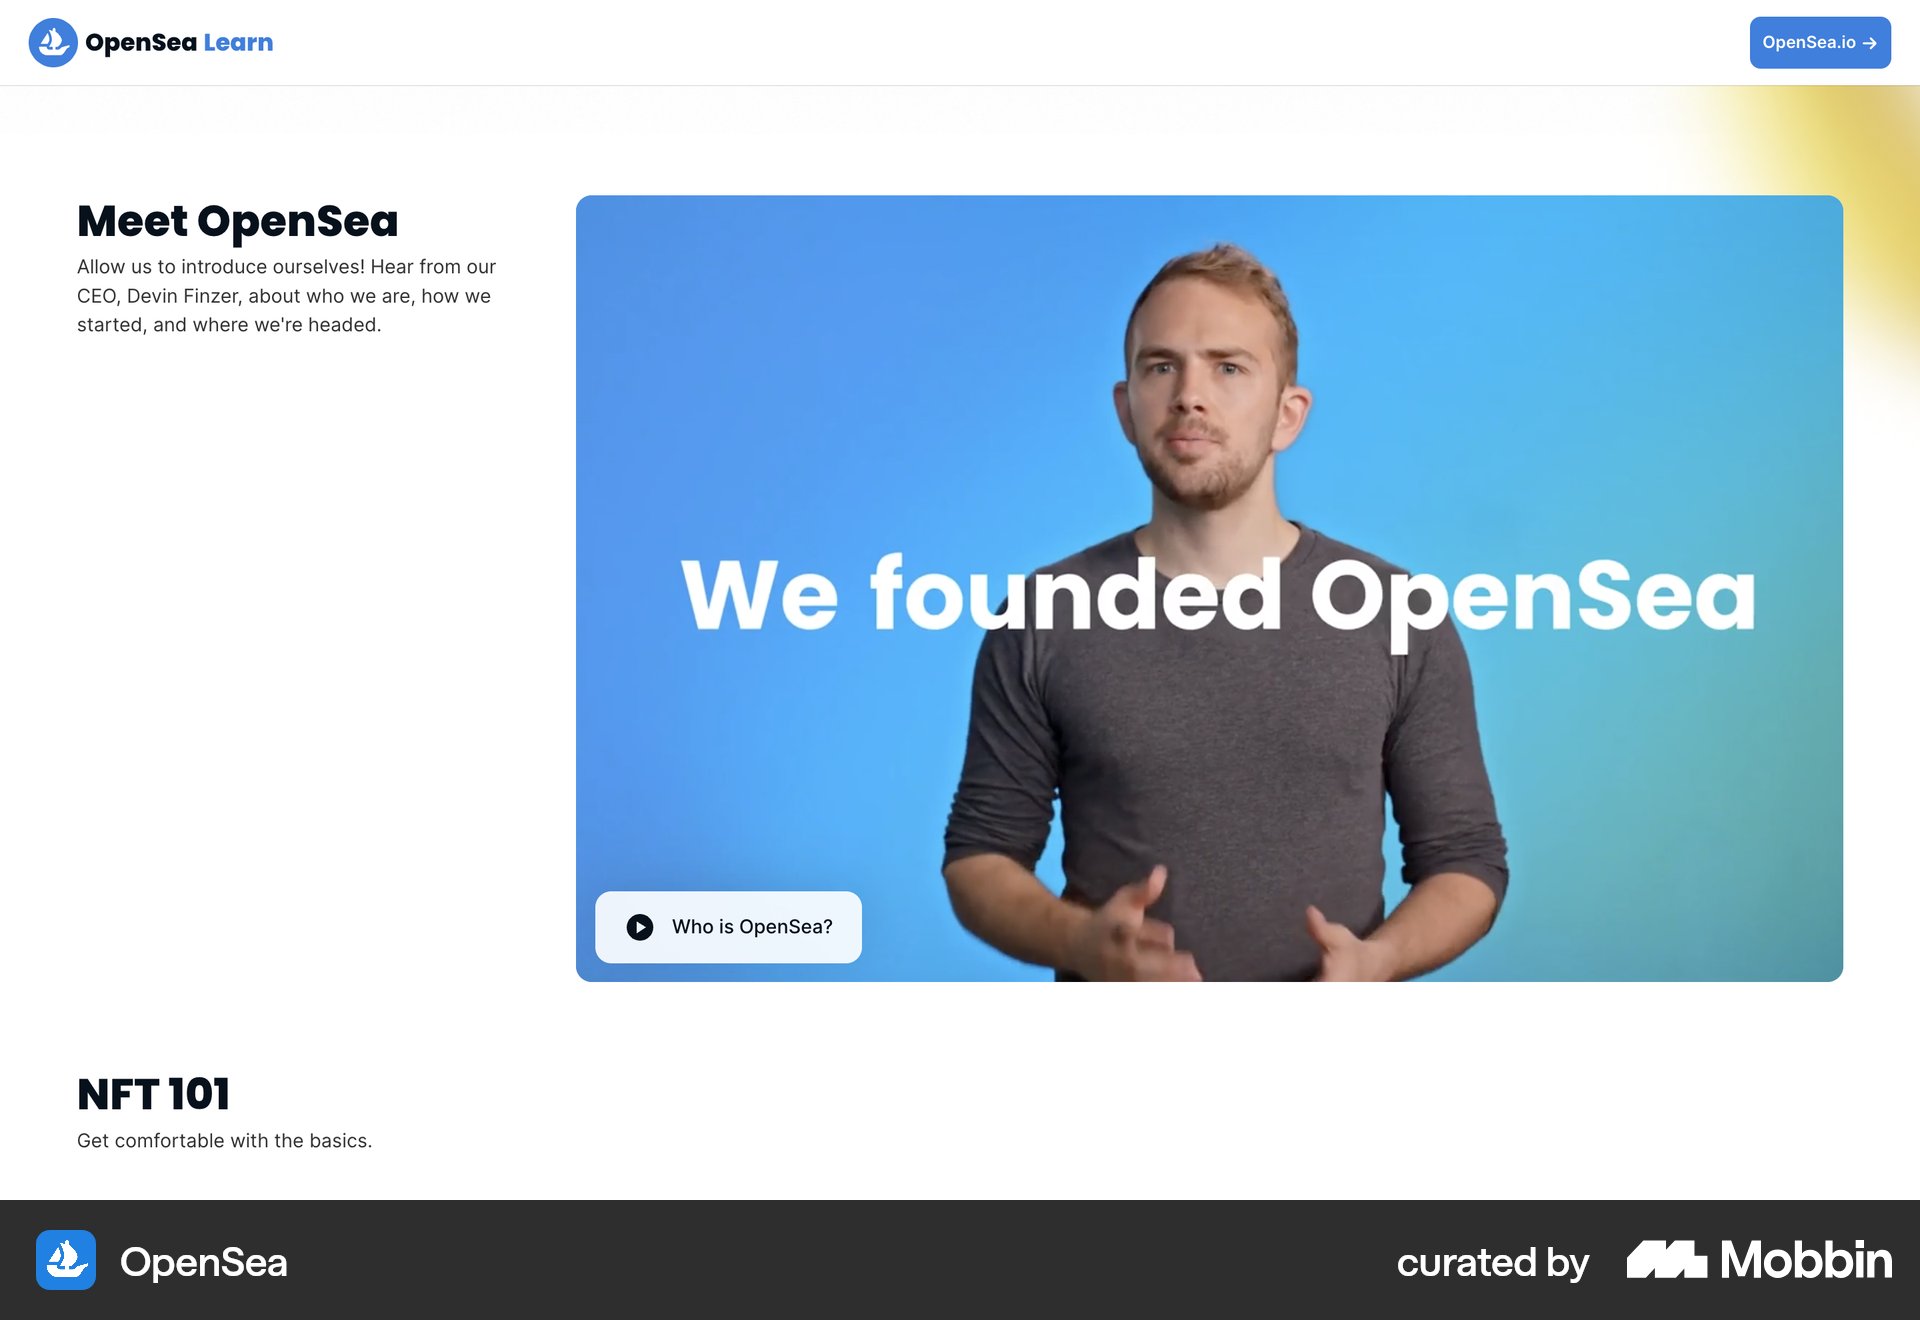 OpenSea Learn
OpenSea.io →
Meet OpenSea
Allow us to introduce ourselves! Hear from our
CEO, Devin Finzer, about who we are, how we
started, and where we're headed.
We founded OpenSea
Who is OpenSea?
NFT 101
Get comfortable with the basics.
OpenSea
curated by Mobbin